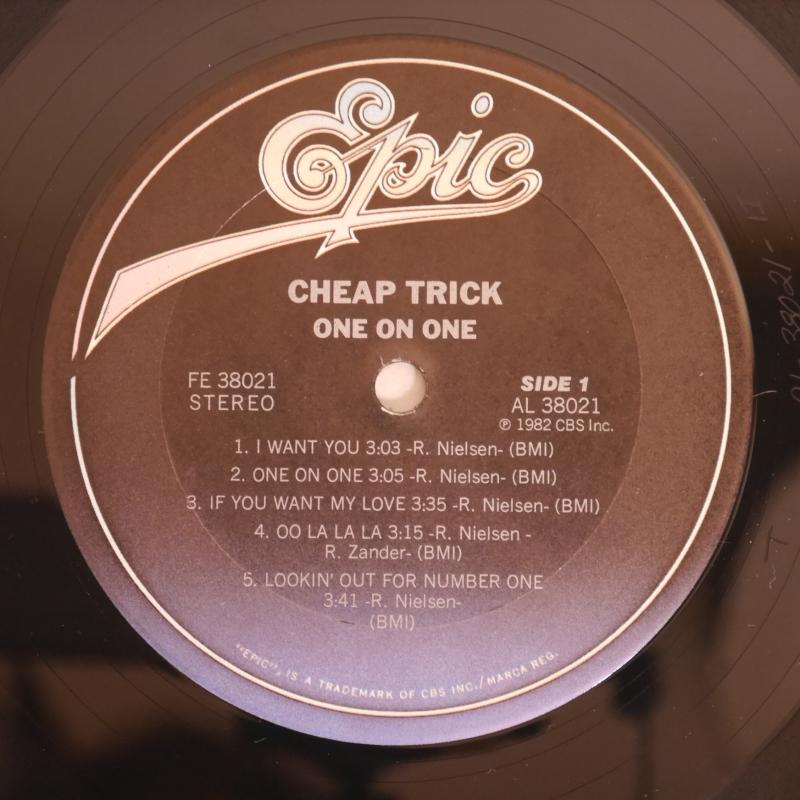 Epic
CHEAP TRICK
ONE ON ONE
FE 38021
STEREO
SIDE 1
AL 38021
℗ 1982 CBS Inc.
1. I WANT YOU 3:03 -R. Nielsen- (BMI)
2. ONE ON ONE 3:05 -R. Nielsen- (BMI)
3. IF YOU WANT MY LOVE 3:35 -R. Nielsen- (BMI)
4. OO LA LA LA 3:15 -R. Nielsen -
R. Zander- (BMI)
5. LOOKIN' OUT FOR NUMBER ONE
3:41 -R. Nielsen-
(BMI)
"EPIC", IS A TRADEMARK OF CBS INC./MARCA REG.